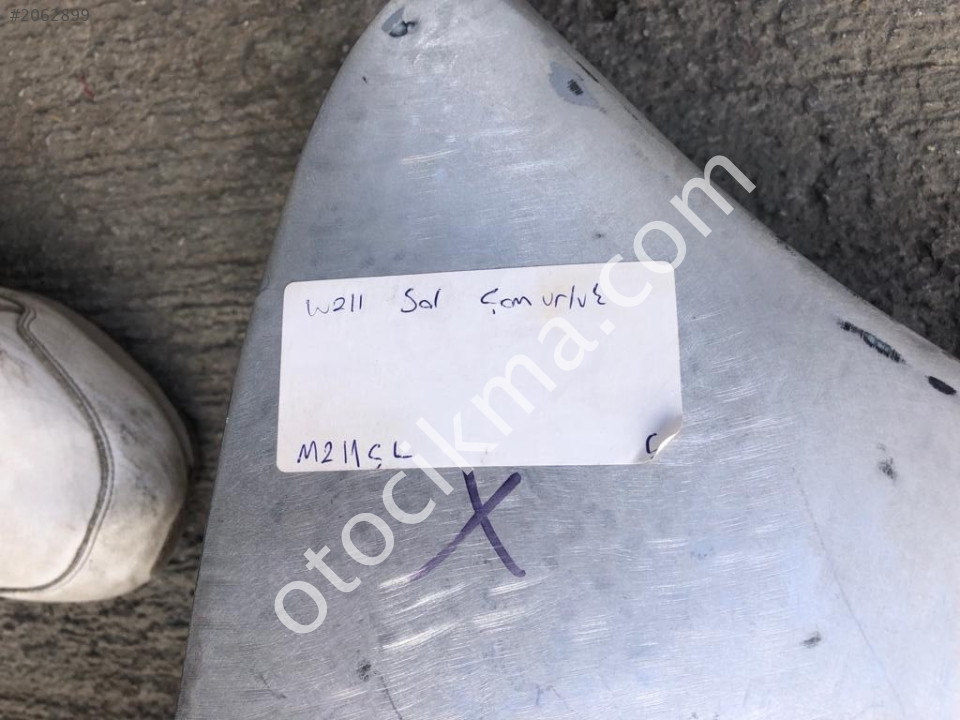 #2062899
W211 Sol Çamurluk
M211ÇL
Ç
X
otocikma.com